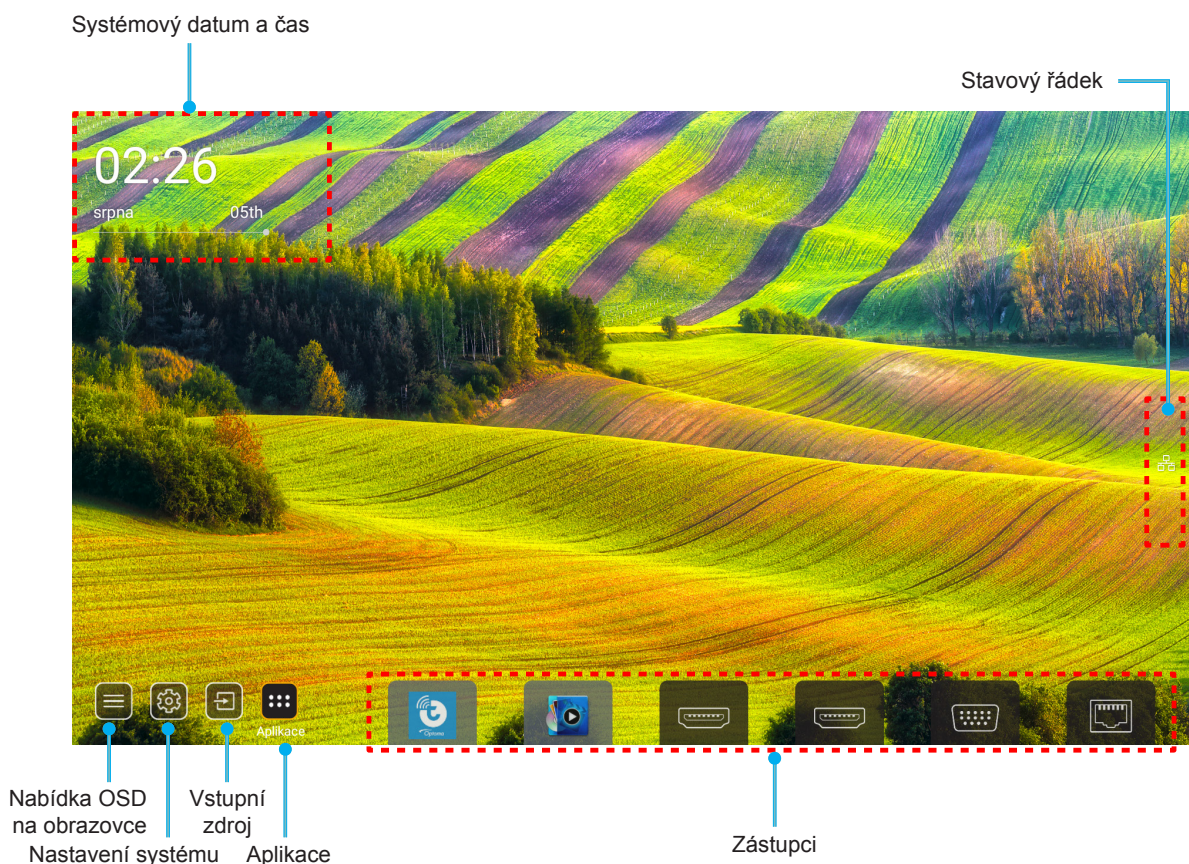 Systémový datum a čas
Stavový řádek
02:26
srpna 05th
Aplikace
Optoma
Nabídka OSD
na obrazovce
Vstupní
zdroj
Nastavení systému
Aplikace
Zástupci